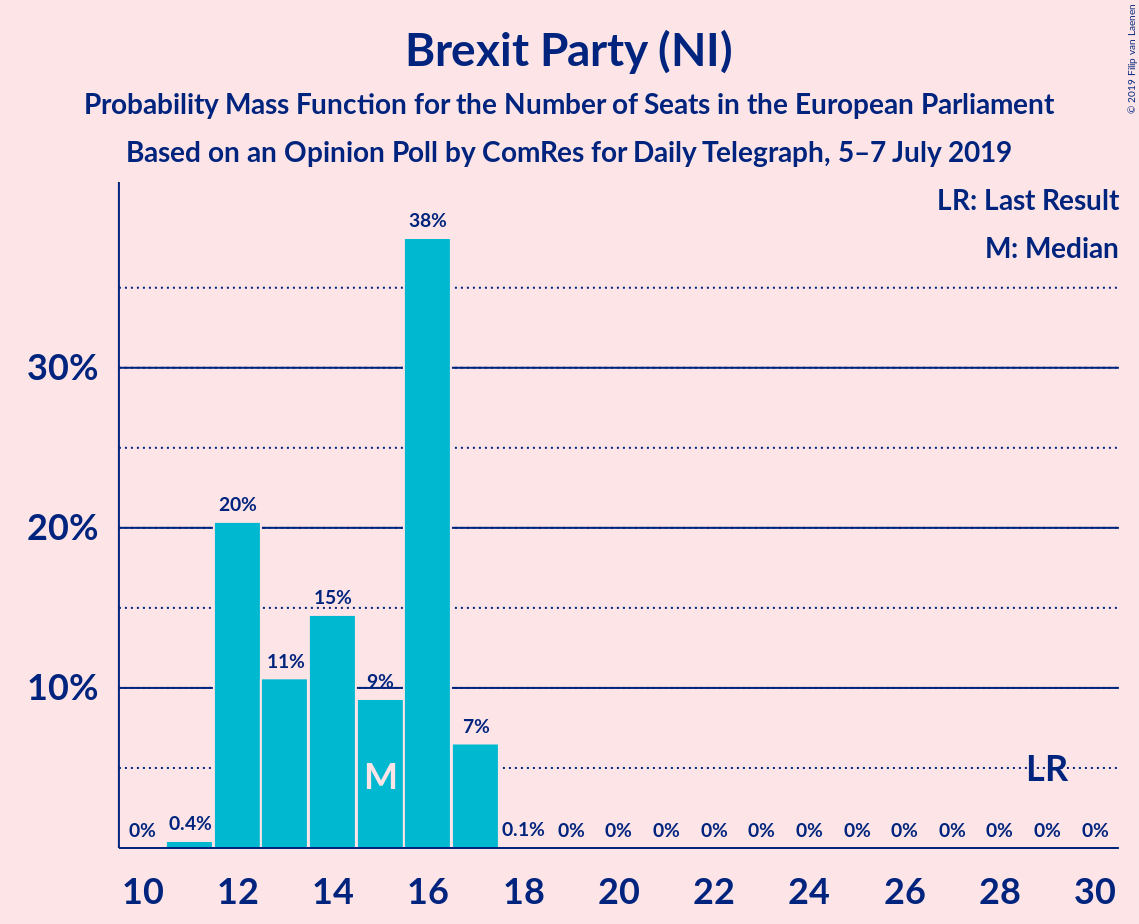 Brexit Party (NI)
Probability Mass Function for the Number of Seats in the European Parliament
Based on an Opinion Poll by ComRes for Daily Telegraph, 5–7 July 2019
© 2019 Filip van Laenen
LR: Last Result
M: Median
38%
30%
20%
20%
15%
11%
10%
9%
7%
M
LR
0% 0.4% 0.1% 0% 0% 0% 0% 0% 0% 0% 0% 0% 0% 0% 0%
10 12 14 16 18 20 22 24 26 28 30